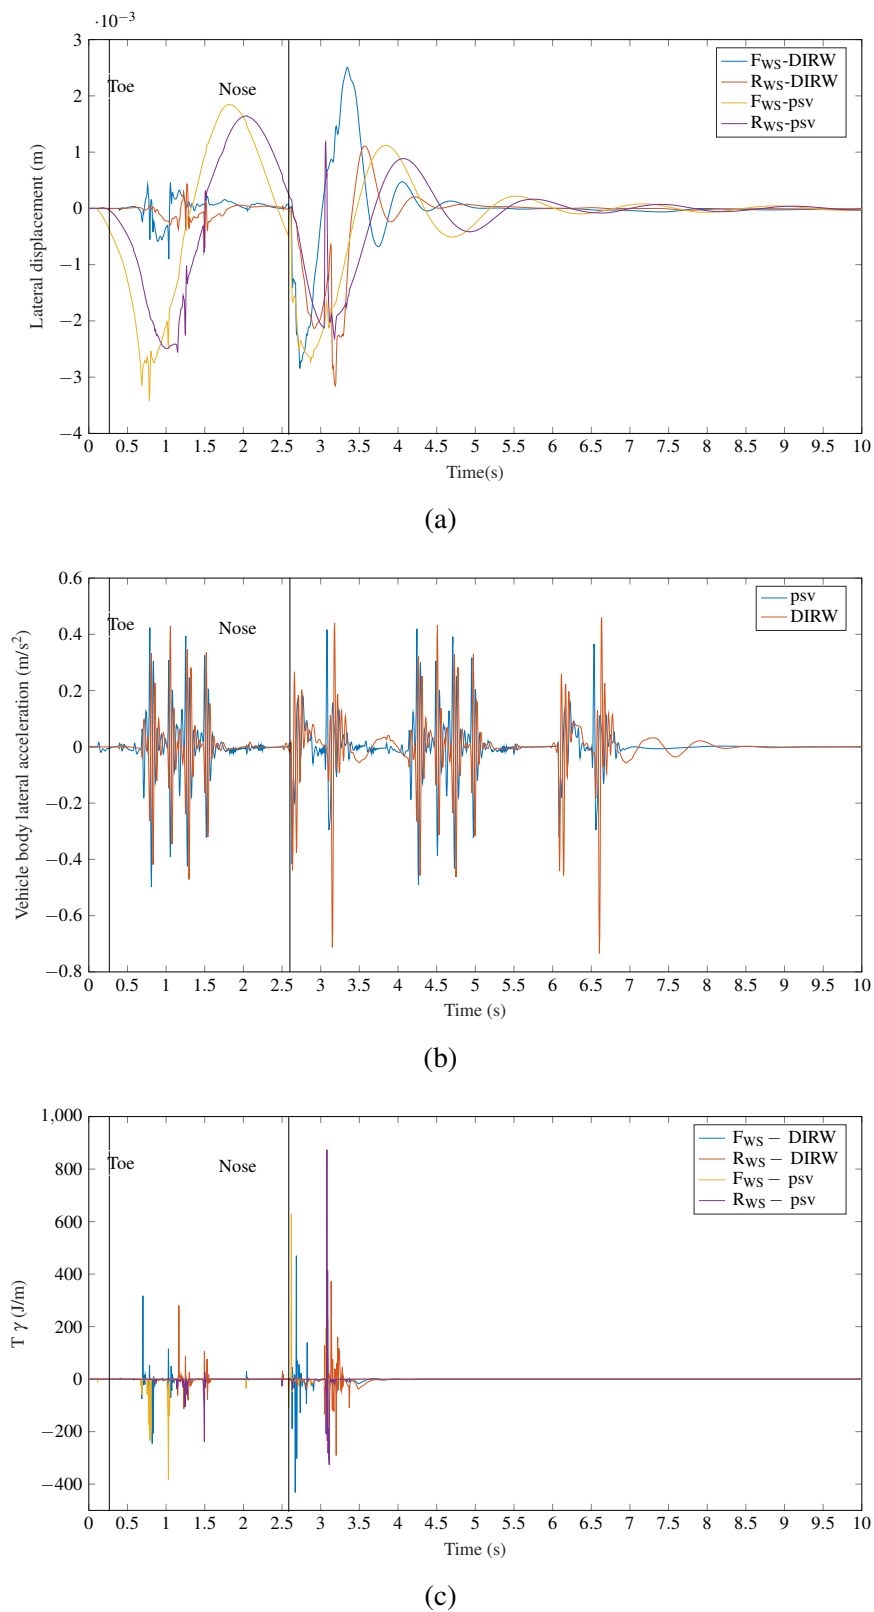 ·10⁻³
3
2
1
0
−1
−2
−3
−4
Lateral displacement (m)
Toe
Nose
F_WS-DIRW
R_WS-DIRW
F_WS-psv
R_WS-psv
0 0.5 1 1.5 2 2.5 3 3.5 4 4.5 5 5.5 6 6.5 7 7.5 8 8.5 9 9.5 10
Time(s)
(a)
0.6
0.4
0.2
0
−0.2
−0.4
−0.6
−0.8
Vehicle body lateral acceleration (m/s²)
Toe
Nose
psv
DIRW
0 0.5 1 1.5 2 2.5 3 3.5 4 4.5 5 5.5 6 6.5 7 7.5 8 8.5 9 9.5 10
Time (s)
(b)
1,000
800
600
400
200
0
−200
−400
T γ (J/m)
Toe
Nose
F_WS − DIRW
R_WS − DIRW
F_WS − psv
R_WS − psv
0 0.5 1 1.5 2 2.5 3 3.5 4 4.5 5 5.5 6 6.5 7 7.5 8 8.5 9 9.5 10
Time (s)
(c)